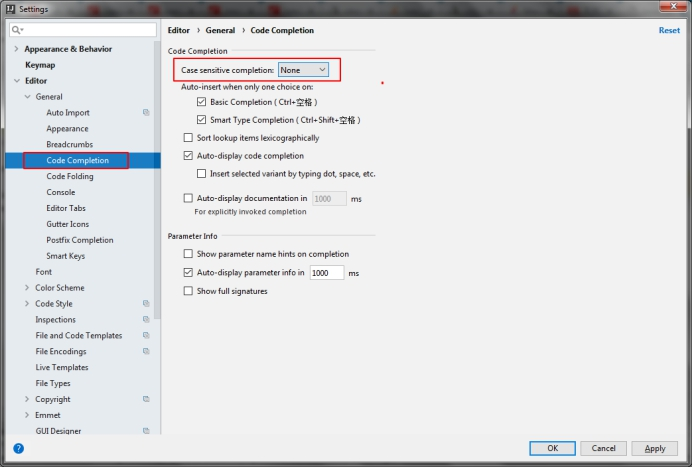 Settings
Appearance & Behavior
Keymap
Editor
General
Auto Import
Appearance
Breadcrumbs
Code Completion
Code Folding
Console
Editor Tabs
Gutter Icons
Postfix Completion
Smart Keys
Font
Color Scheme
Code Style
Inspections
File and Code Templates
File Encodings
Live Templates
File Types
Copyright
Emmet
GUI Designer
Editor › General › Code Completion
Reset
Code Completion
Case sensitive completion: None
Auto-insert when only one choice on:
Basic Completion ( Ctrl+空格 )
Smart Type Completion ( Ctrl+Shift+空格 )
Sort lookup items lexicographically
Auto-display code completion
Insert selected variant by typing dot, space, etc.
Auto-display documentation in 1000 ms
For explicitly invoked completion
Parameter Info
Show parameter name hints on completion
Auto-display parameter info in 1000 ms
Show full signatures
?
OK Cancel Apply